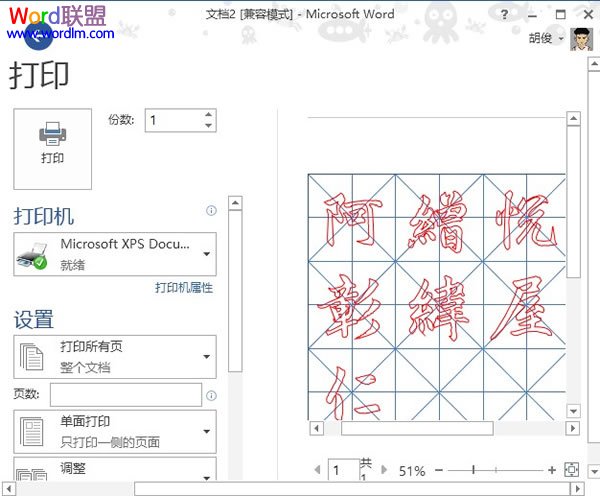 Word联盟
www.wordlm.com
文档2 [兼容模式] - Microsoft Word
?
胡俊
打印
打印
份数: 1
打印机
Microsoft XPS Docu...
就绪
打印机属性
设置
打印所有页
整个文档
页数:
单面打印
只打印一侧的页面
调整
阿繒悦
彰緯屋
仁
1 共1 51%